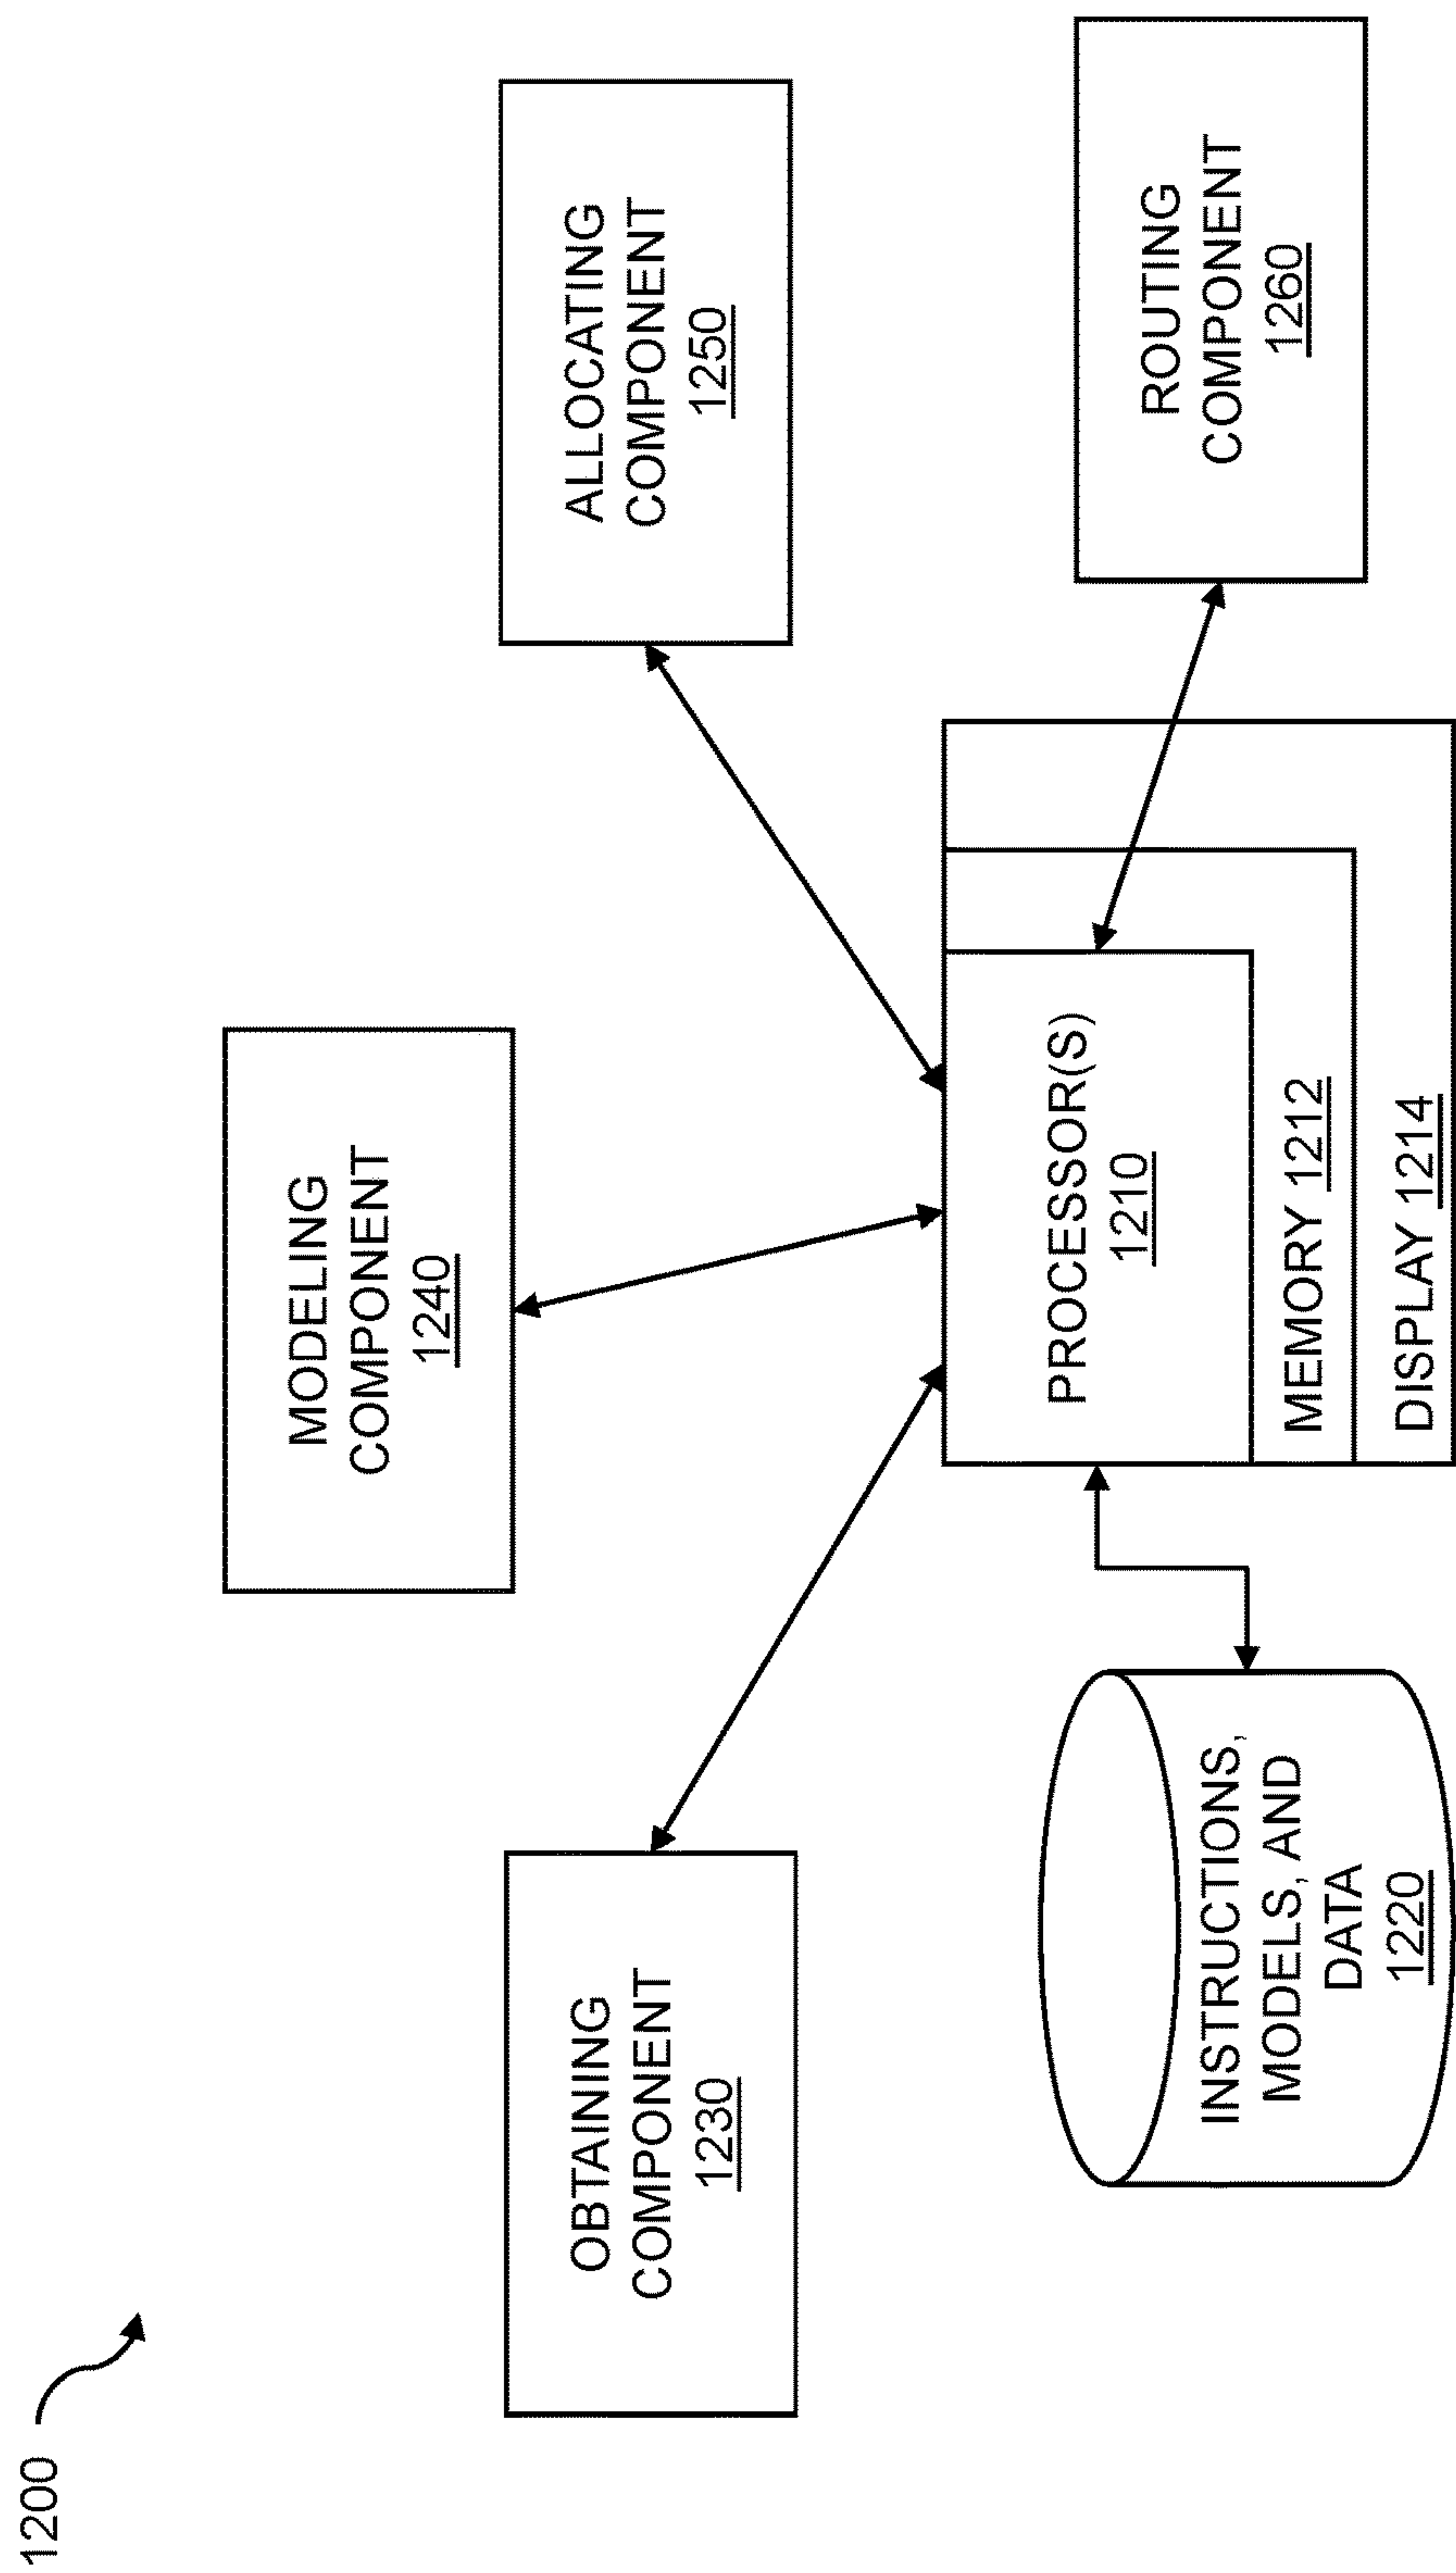 1200
MODELING
COMPONENT
1240
OBTAINING
COMPONENT
1230
ALLOCATING
COMPONENT
1250
PROCESSOR(S)
1210
MEMORY 1212
DISPLAY 1214
INSTRUCTIONS,
MODELS, AND
DATA
1220
ROUTING
COMPONENT
1260